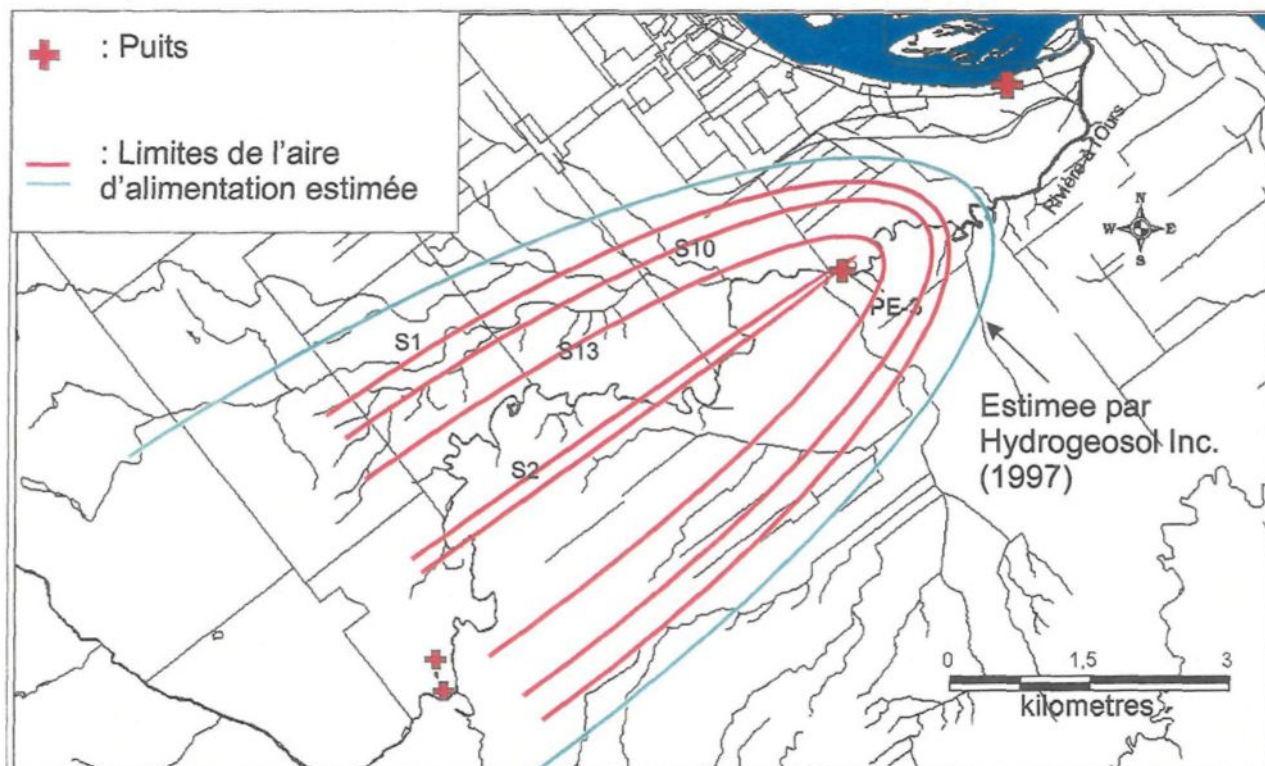 : Puits
: Limites de l'aire
d'alimentation estimée
Rivière à l'Ours
N
W E
S
S10
S1
S13
PE-3
S2
Estimee par
Hydrogeosol Inc.
(1997)
0 1,5 3
kilometres